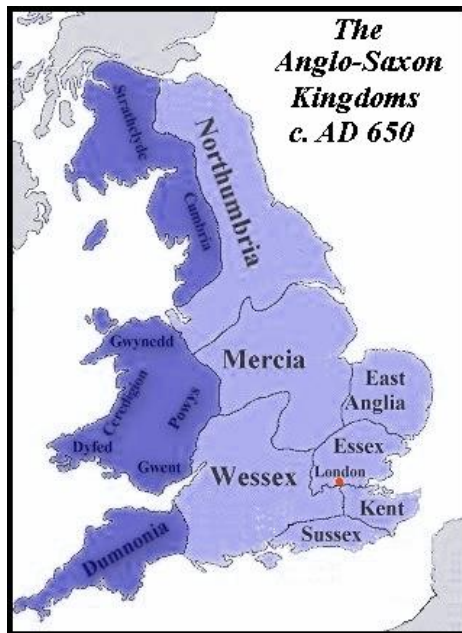 The
Anglo-Saxon
Kingdoms
c. AD 650
Strathclyde
Northumbria
Cumbria
Gwynedd
Mercia
Ceredigion
Powys
East
Anglia
Dyfed
Essex
Gwent
Wessex
London
Kent
Sussex
Dumnonia